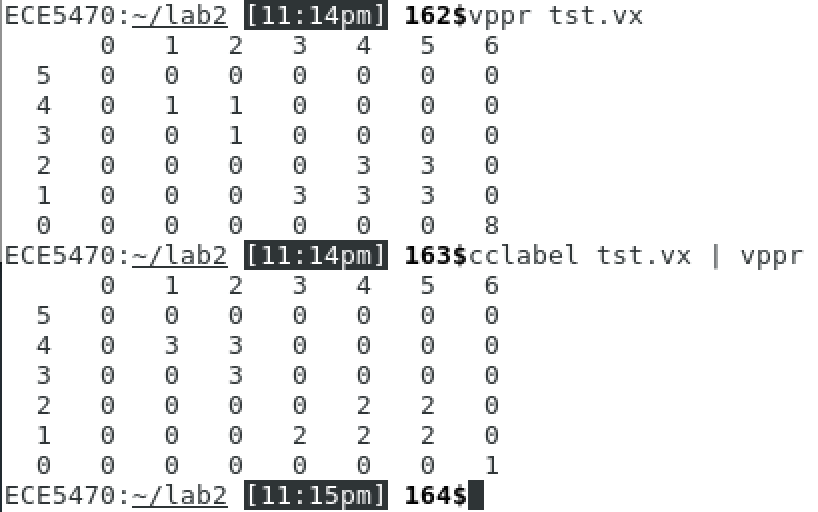 ECE5470:~/lab2 [11:14pm] 162$vppr tst.vx
0 1 2 3 4 5 6
5 0 0 0 0 0 0 0
4 0 1 1 0 0 0 0
3 0 0 1 0 0 0 0
2 0 0 0 0 3 3 0
1 0 0 0 3 3 3 0
0 0 0 0 0 0 0 8
ECE5470:~/lab2 [11:14pm] 163$cclabel tst.vx | vppr
0 1 2 3 4 5 6
5 0 0 0 0 0 0 0
4 0 3 3 0 0 0 0
3 0 0 3 0 0 0 0
2 0 0 0 0 2 2 0
1 0 0 0 2 2 2 0
0 0 0 0 0 0 0 1
ECE5470:~/lab2 [11:15pm] 164$